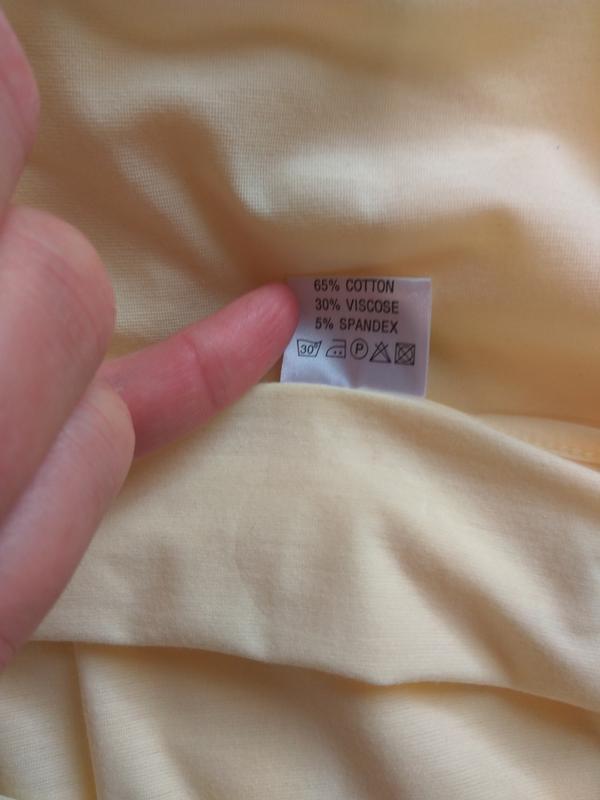 65% COTTON
30% VISCOSE
5% SPANDEX
30° P